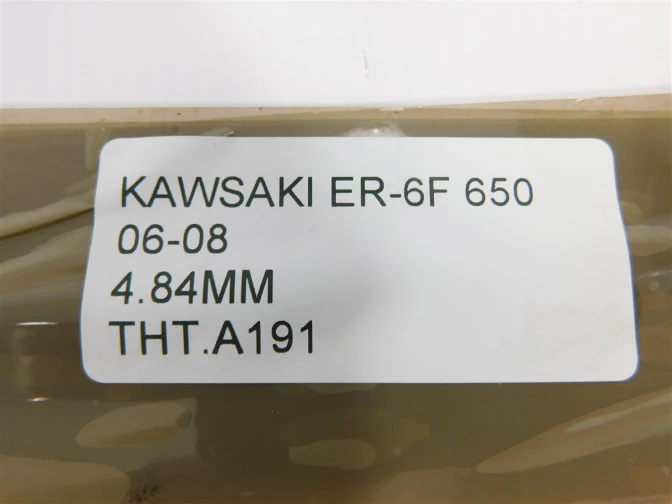 KAWSAKI ER-6F 650
06-08
4.84MM
THT.A191